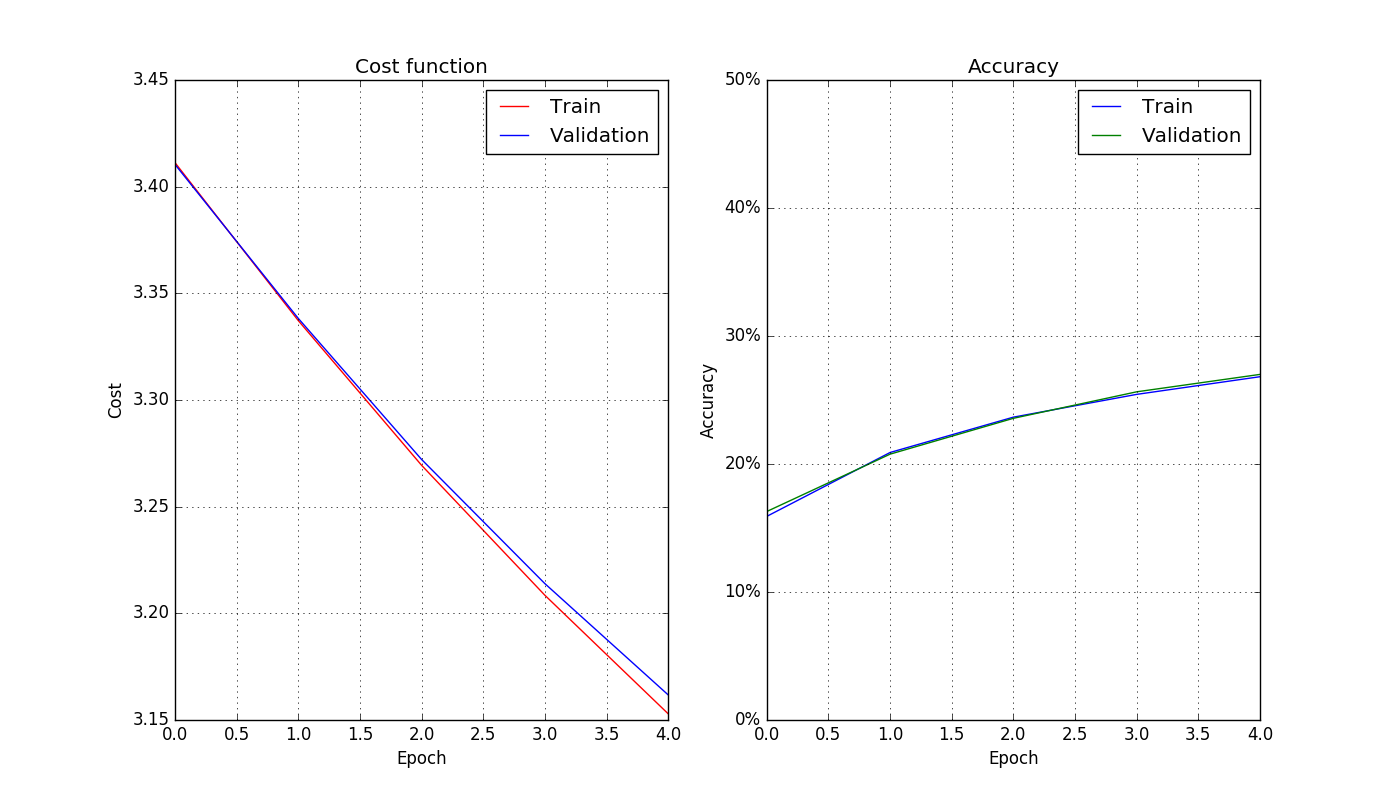 Cost function
3.45
3.40
3.35
3.30
3.25
3.20
3.15
Cost
Train
Validation
0.0 0.5 1.0 1.5 2.0 2.5 3.0 3.5 4.0
Epoch
Accuracy
50%
40%
30%
20%
10%
0%
Accuracy
Train
Validation
0.0 0.5 1.0 1.5 2.0 2.5 3.0 3.5 4.0
Epoch